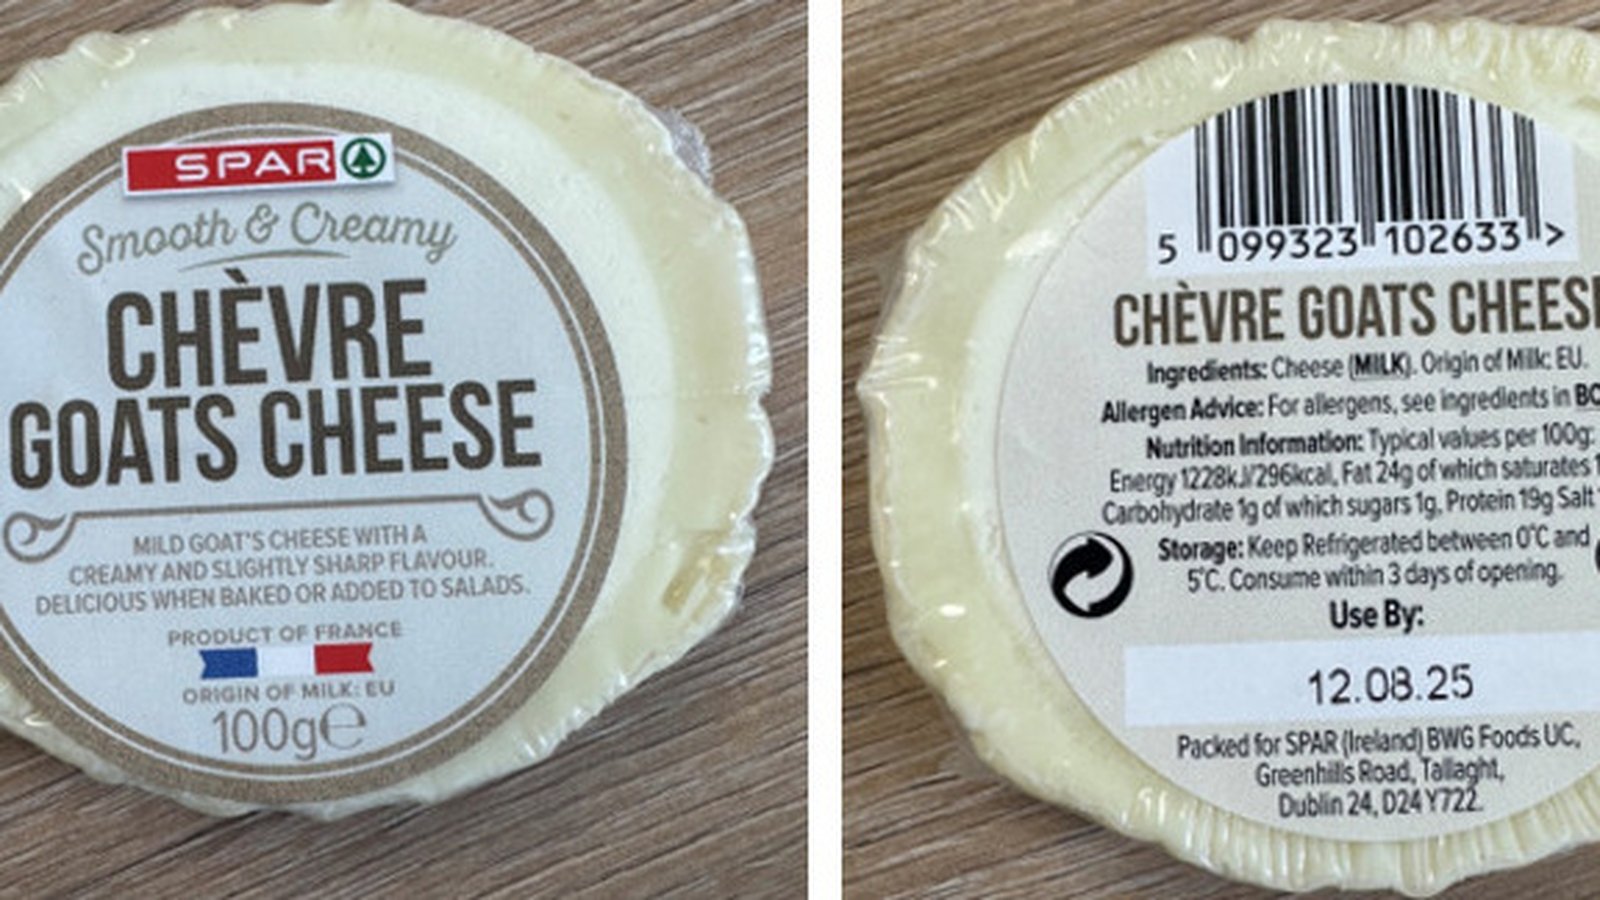 SPAR
Smooth & Creamy
CHÈVRE
GOATS CHEESE
MILD GOAT'S CHEESE WITH A
CREAMY AND SLIGHTLY SHARP FLAVOUR.
DELICIOUS WHEN BAKED OR ADDED TO SALADS.
PRODUCT OF FRANCE
ORIGIN OF MILK: EU
100g℮
5 099323 102633 >
CHÈVRE GOATS CHEESE
Ingredients: Cheese (MILK). Origin of Milk: EU.
Allergen Advice: For allergens, see ingredients in
Nutrition Information: Typical values per 100g:
Energy 1228kJ/296kcal, Fat 24g of which saturates
Carbohydrate 1g of which sugars 1g, Protein 19g Salt
Storage: Keep Refrigerated between 0°C and
5°C. Consume within 3 days of opening.
Use By:
12.08.25
Packed for SPAR (Ireland) BWG Foods UC,
Greenhills Road, Tallaght,
Dublin 24, D24 Y722.